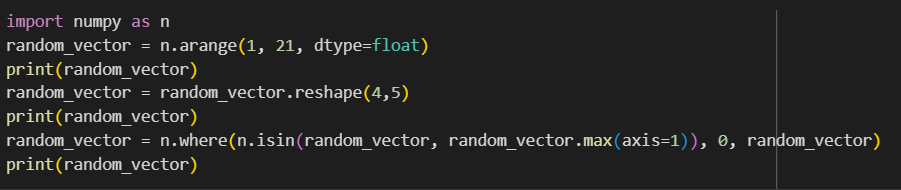 import numpy as n
random_vector = n.arange(1, 21, dtype=float)
print(random_vector)
random_vector = random_vector.reshape(4,5)
print(random_vector)
random_vector = n.where(n.isin(random_vector, random_vector.max(axis=1)), 0, random_vector)
print(random_vector)